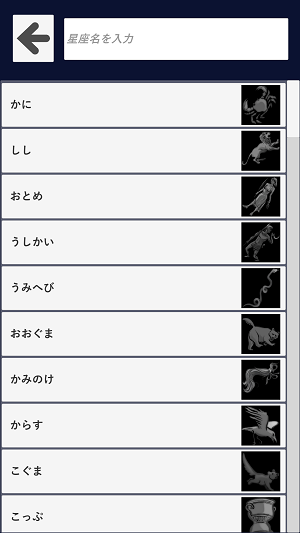 星座名を入力
かに
しし
おとめ
うしかい
うみへび
おおぐま
かみのけ
からす
こぐま
こっぷ